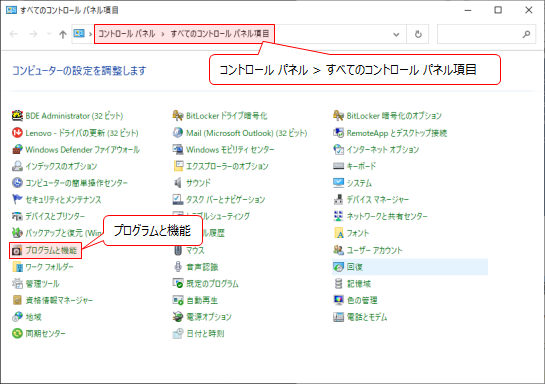 すべてのコントロール パネル項目
コントロール パネル > すべてのコントロール パネル項目
コントロール パネル > すべてのコントロール パネル項目
コンピューターの設定を調整します
BDE Administrator (32 ビット)
BitLocker ドライブ暗号化
BitLocker 暗号化のオプション
Lenovo - ドライバの更新 (32 ビット)
Mail (Microsoft Outlook) (32 ビット)
RemoteApp とデスクトップ接続
Windows Defender ファイアウォール
Windows モビリティ センター
インターネット オプション
インデックスのオプション
エクスプローラーのオプション
キーボード
コンピューターの簡単操作センター
サウンド
システム
セキュリティとメンテナンス
タスク バーとナビゲーション
デバイス マネージャー
デバイスとプリンター
ラブルシューティング
ネットワークと共有センター
バックアップと復元 (Win
プログラムと機能
ル履歴
フォント
プログラムと機能
マウス
ユーザー アカウント
ワーク フォルダー
音声認識
回復
管理ツール
既定のプログラム
記憶域
資格情報マネージャー
自動再生
色の管理
地域
電源オプション
電話とモデム
同期センター
日付と時刻